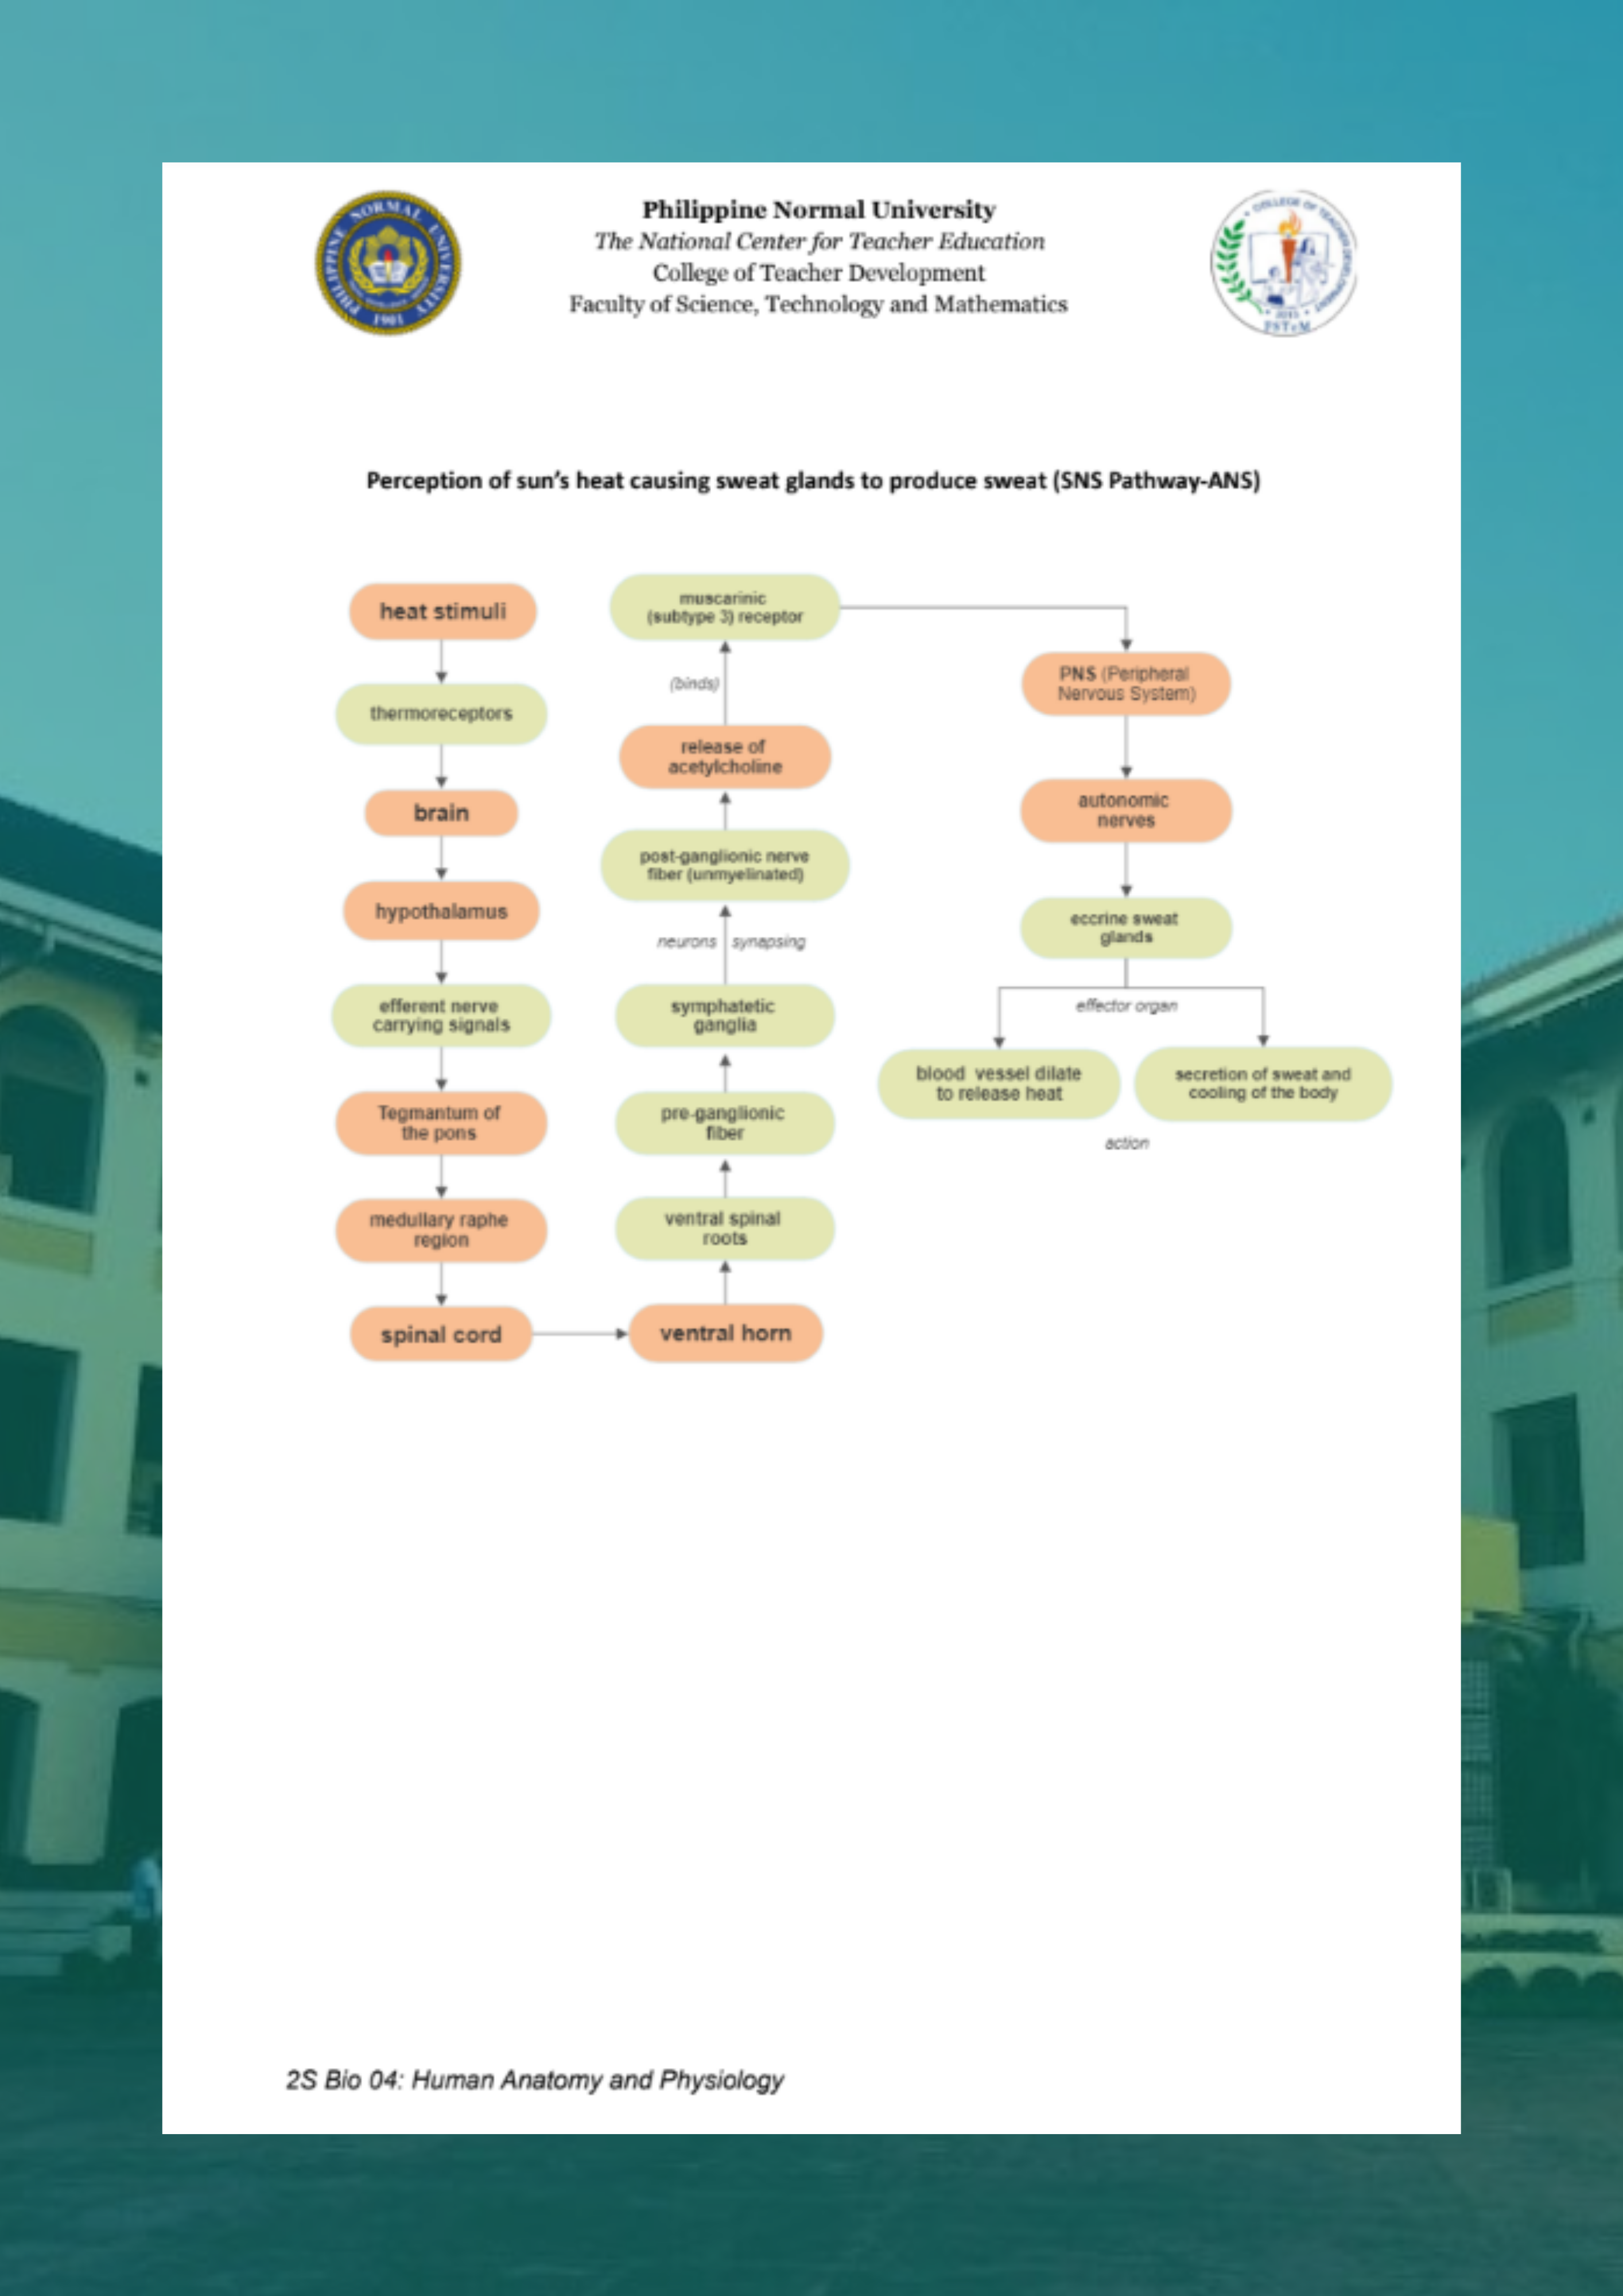 PHILIPPINE NORMAL UNIVERSITY
1901
Philippine Normal University
The National Center for Teacher Education
College of Teacher Development
Faculty of Science, Technology and Mathematics
COLLEGE OF TEACHER DEVELOPMENT
FSTeM
Perception of sun's heat causing sweat glands to produce sweat (SNS Pathway-ANS)
heat stimuli
thermoreceptors
brain
hypothalamus
efferent nerve
carrying signals
Tegmantum of
the pons
medullary raphe
region
spinal cord
ventral horn
ventral spinal
roots
pre-ganglionic
fiber
symphatetic
ganglia
neurons synapsing
post-ganglionic nerve
fiber (unmyelinated)
release of
acetylcholine
(binds)
muscarinic
(subtype 3) receptor
PNS (Peripheral
Nervous System)
autonomic
nerves
eccrine sweat
glands
effector organ
blood vessel dilate
to release heat
secretion of sweat and
cooling of the body
action
2S Bio 04: Human Anatomy and Physiology